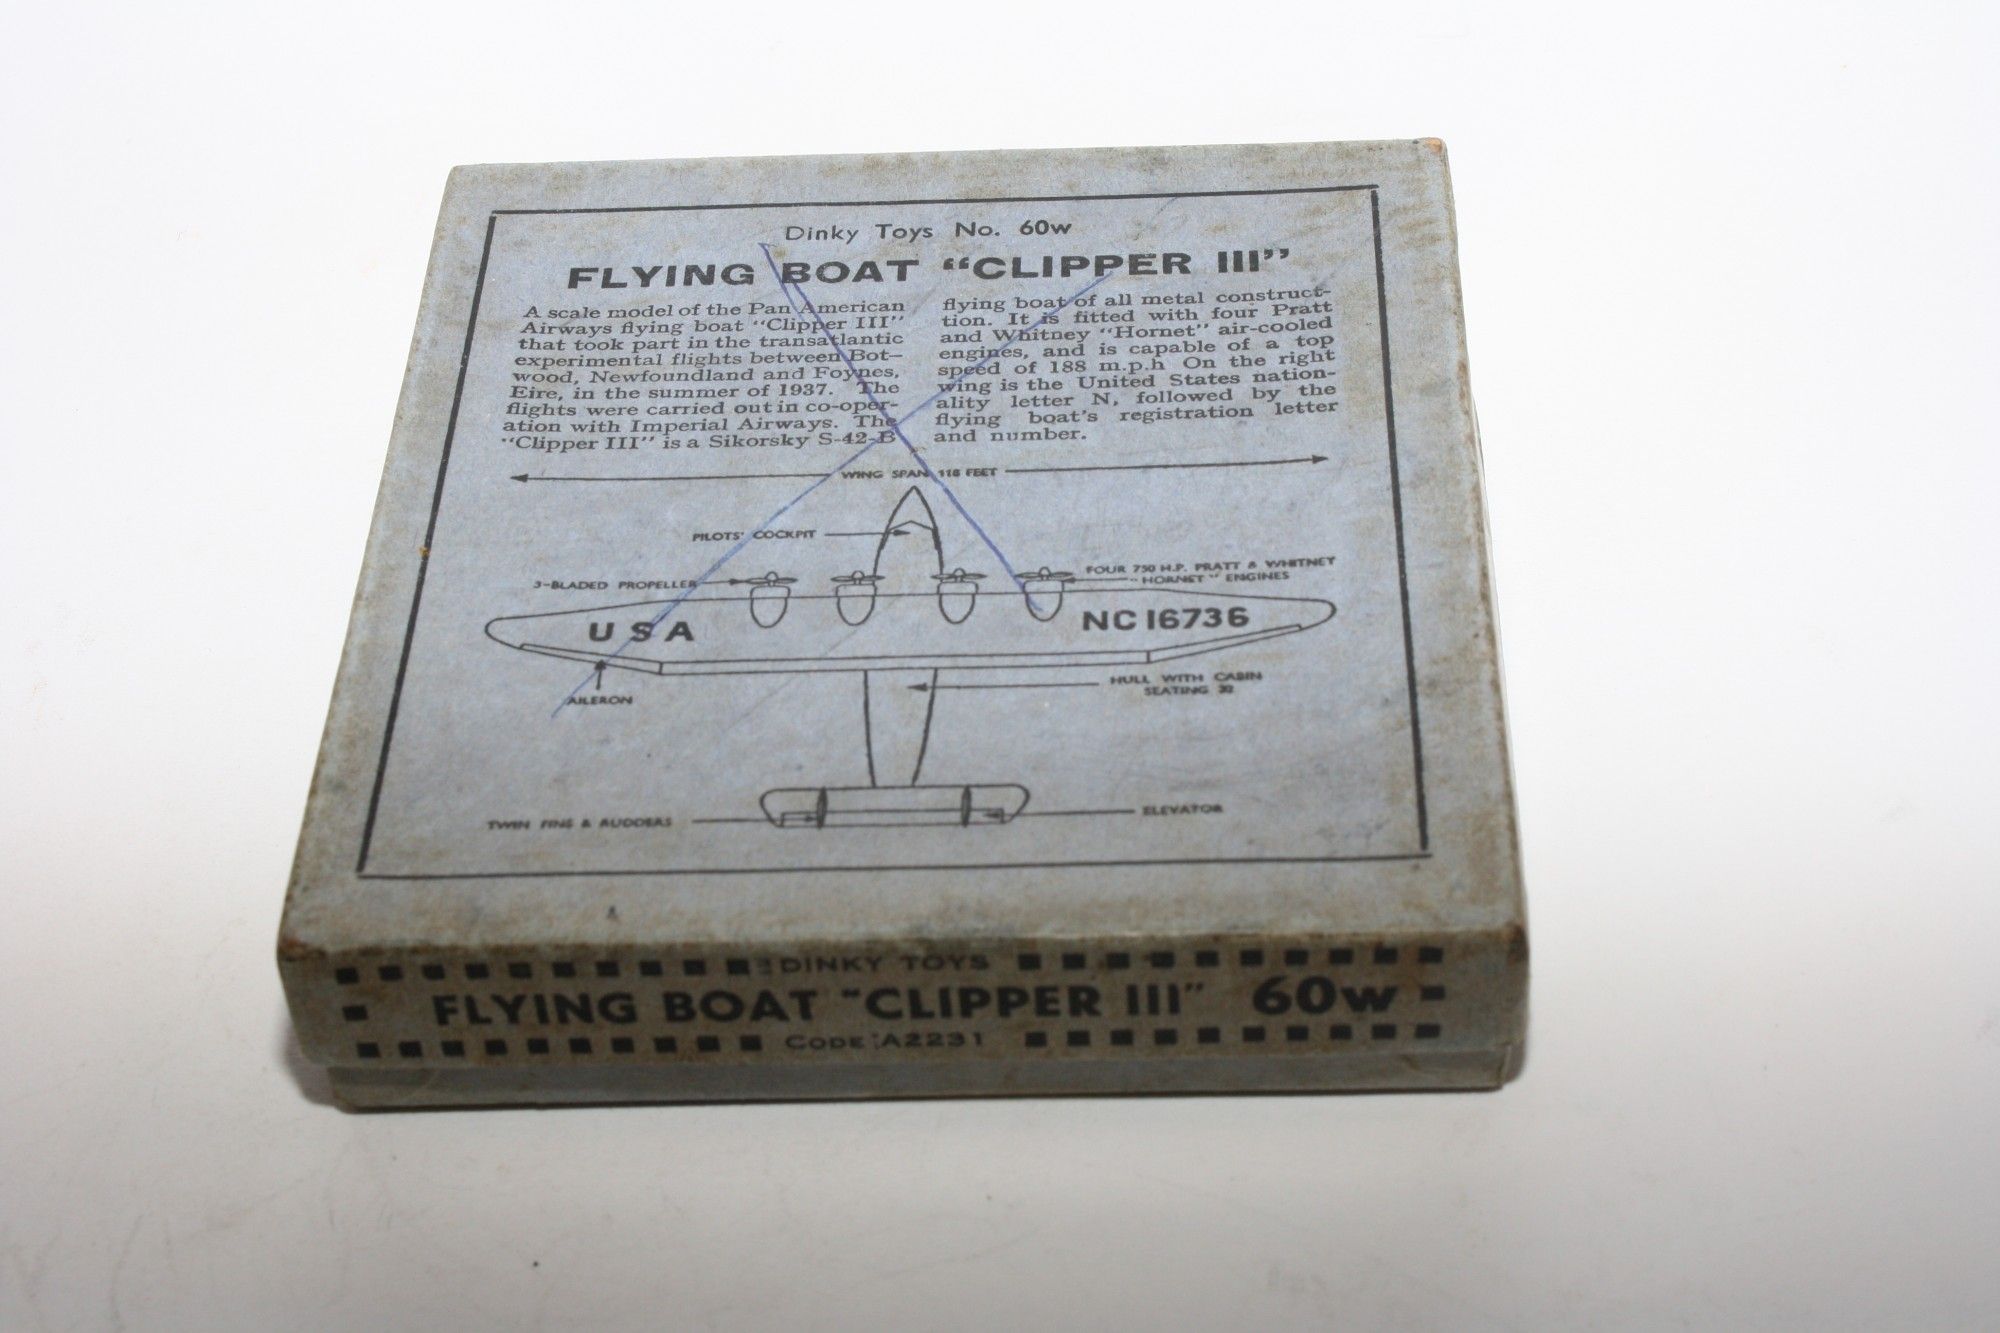 Dinky Toys No. 60w
FLYING BOAT “CLIPPER III”
A scale model of the Pan American
Airways flying boat “Clipper III”
that took part in the transatlantic
experimental flights between Bot-
wood, Newfoundland and Foynes,
Eire, in the summer of 1937. The
flights were carried out in co-oper-
ation with Imperial Airways. The
“Clipper III” is a Sikorsky S-42-B
flying boat of all metal construct-
tion. It is fitted with four Pratt
and Whitney “Hornet” air-cooled
engines, and is capable of a top
speed of 188 m.p.h On the right
wing is the United States nation-
ality letter N, followed by the
flying boat's registration letter
and number.
WING SPAN 118 FEET
PILOTS' COCKPIT
3-BLADED PROPELLER
FOUR 750 H.P. PRATT & WHITNEY
“HORNET” ENGINES
USA
NC16736
AILERON
HULL WITH CABIN
SEATING 32
TWIN FINS & RUDDERS
ELEVATOR
DINKY TOYS
FLYING BOAT “CLIPPER III” 60w
CODE A2231